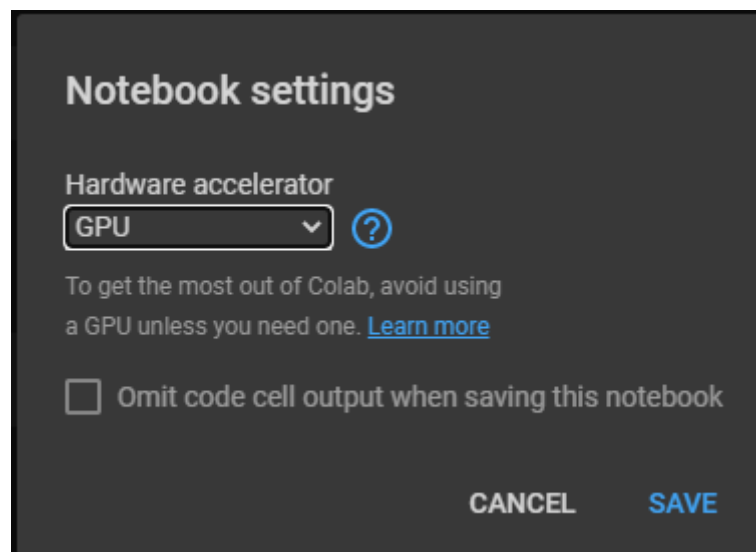 Notebook settings
Hardware accelerator
GPU
?
To get the most out of Colab, avoid using
a GPU unless you need one. Learn more
Omit code cell output when saving this notebook
CANCEL SAVE